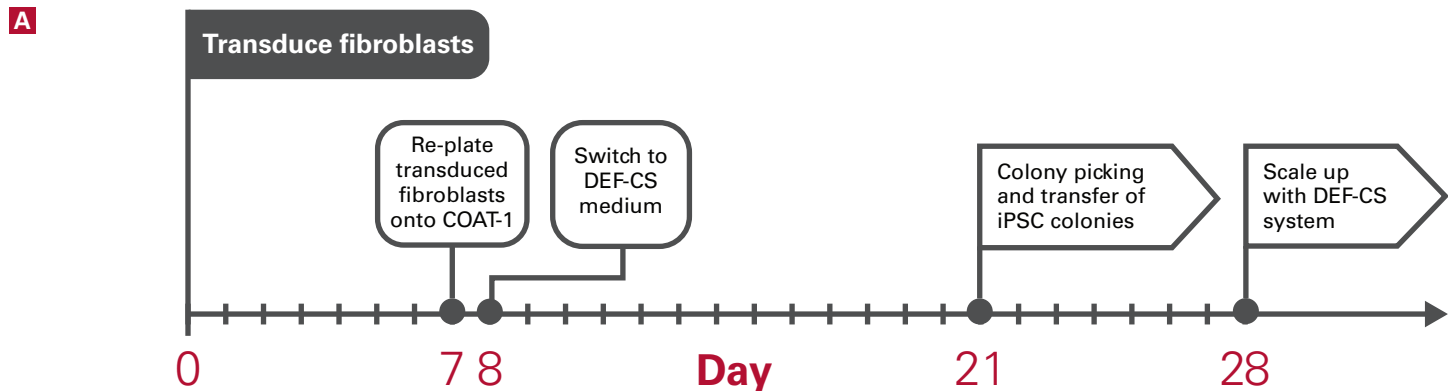 A
Transduce fibroblasts
Re-plate
transduced
fibroblasts
onto COAT-1
Switch to
DEF-CS
medium
Colony picking
and transfer of
iPSC colonies
Scale up
with DEF-CS
system
0
7 8
Day
21
28